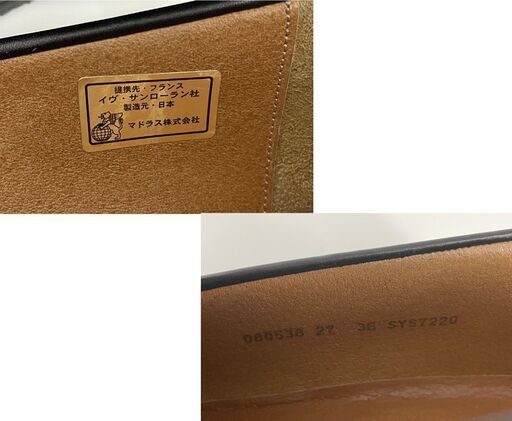 提携先・フランス
イヴ・サンローラン社
製造元・日本
マドラス株式会社
080538 27 3E SYS7220